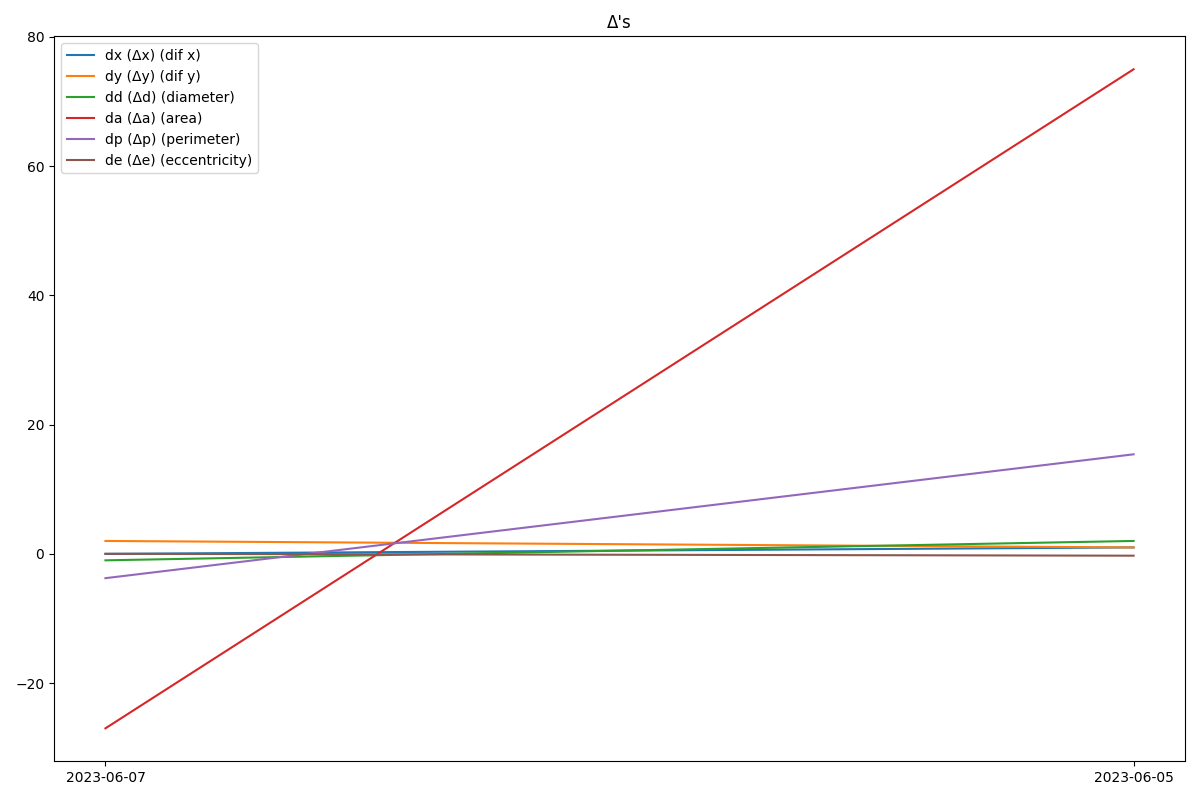 Δ's
80
60
40
20
0
−20
dx (Δx) (dif x)
dy (Δy) (dif y)
dd (Δd) (diameter)
da (Δa) (area)
dp (Δp) (perimeter)
de (Δe) (eccentricity)
2023-06-07
2023-06-05